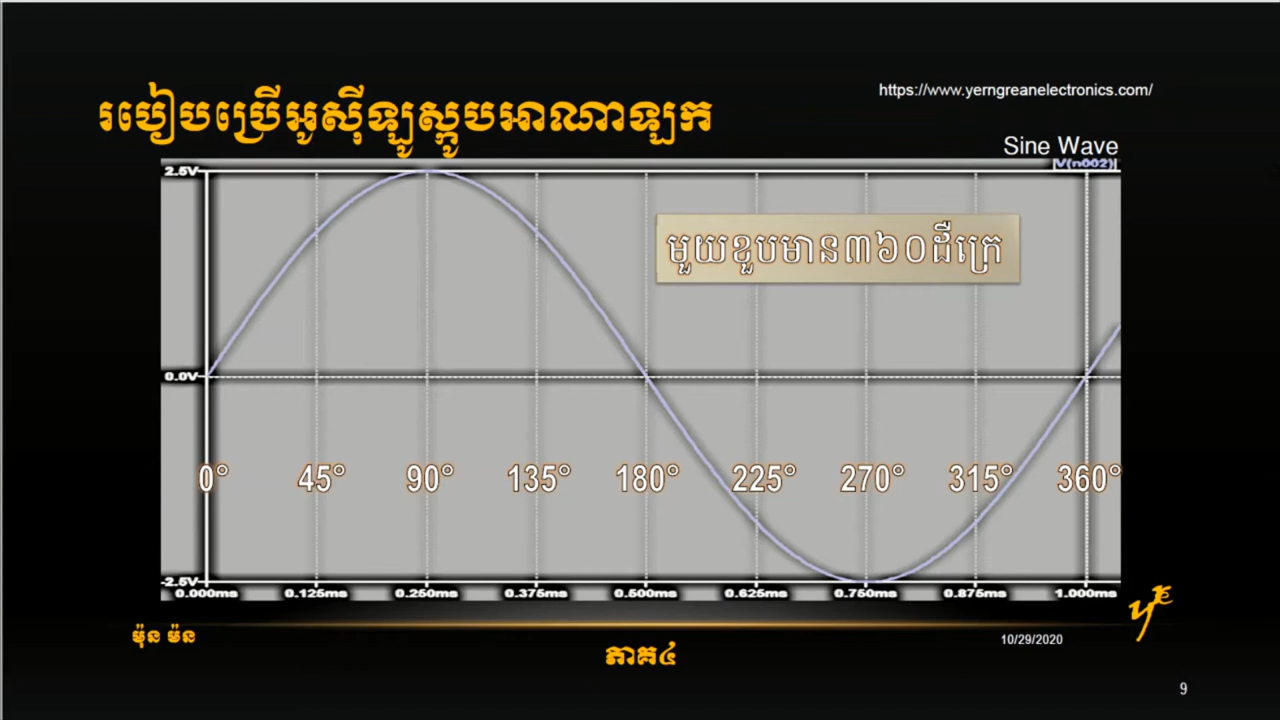 https://www.yerngreanelectronics.com/
របៀបប្រើអូស៊ីឡូស្កូបអាណាឡូក
Sine Wave
V(n002)
2.5V
មួយខួបមាន៣៦០ដឺក្រេ
0.0V
0° 45° 90° 135° 180° 225° 270° 315° 360°
-2.5V
0.000ms 0.125ms 0.250ms 0.375ms 0.500ms 0.625ms 0.750ms 0.875ms 1.000ms
ម៉ុន ម៉ន
10/29/2020
ភាគ៤
9